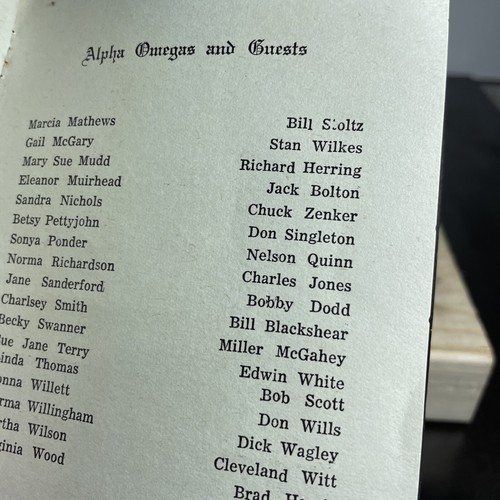 Alpha Omegas and Guests
Marcia Mathews Bill Stoltz
Gail McGary Stan Wilkes
Mary Sue Mudd Richard Herring
Eleanor Muirhead Jack Bolton
Sandra Nichols Chuck Zenker
Betsy Pettyjohn Don Singleton
Sonya Ponder Nelson Quinn
Norma Richardson Charles Jones
Jane Sanderford Bobby Dodd
Charlsey Smith Bill Blackshear
Becky Swanner Miller McGahey
Jane Terry Edwin White
Thomas Bob Scott
Willett Don Wills
Willingham Dick Wagley
Wilson Cleveland Witt
Wood Brad